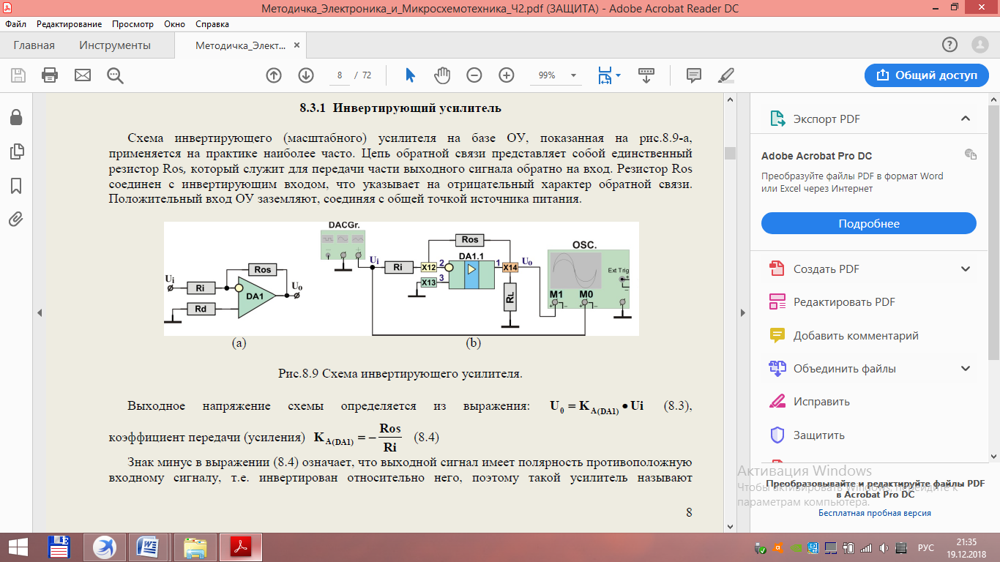 Методичка_Электроника_и_Микросхемотехника_Ч2.pdf (ЗАЩИТА) - Adobe Acrobat Reader DC
Файл Редактирование Просмотр Окно Справка
Главная Инструменты Методичка_Элект... ×
8 / 72 99% Общий доступ
8.3.1 Инвертирующий усилитель
Схема инвертирующего (масштабного) усилителя на базе ОУ, показанная на рис.8.9-а,
применяется на практике наиболее часто. Цепь обратной связи представляет собой единственный
резистор Ros, который служит для передачи части выходного сигнала обратно на вход. Резистор Ros
соединен с инвертирующим входом, что указывает на отрицательный характер обратной связи.
Положительный вход ОУ заземляют, соединяя с общей точкой источника питания.
Ui Ri Ros Rd DA1 U0
(a)
DACGr.
Ui Ri X12 2 Ros DA1.1 1 X14 U0
X13 3
RL
OSC.
Ext Trig
M1 M0
(b)
Рис.8.9 Схема инвертирующего усилителя.
Выходное напряжение схемы определяется из выражения: U0 = K A(DA1) ● Ui (8.3),
коэффициент передачи (усиления) K A(DA1) = − Ros / Ri (8.4)
Знак минус в выражении (8.4) означает, что выходной сигнал имеет полярность противоположную
входному сигналу, т.е. инвертирован относительно него, поэтому такой усилитель называют
8
Экспорт PDF
Adobe Acrobat Pro DC
Преобразуйте файлы PDF в формат Word
или Excel через Интернет
Подробнее
Создать PDF
Редактировать PDF
Добавить комментарий
Объединить файлы
Исправить
Защитить
Активация Windows
Чтобы активировать Windows, перейдите к
параметрам компьютера.
Преобразовывайте и редактируйте файлы PDF
в Acrobat Pro DC
Бесплатная пробная версия
РУС
21:35
19.12.2018